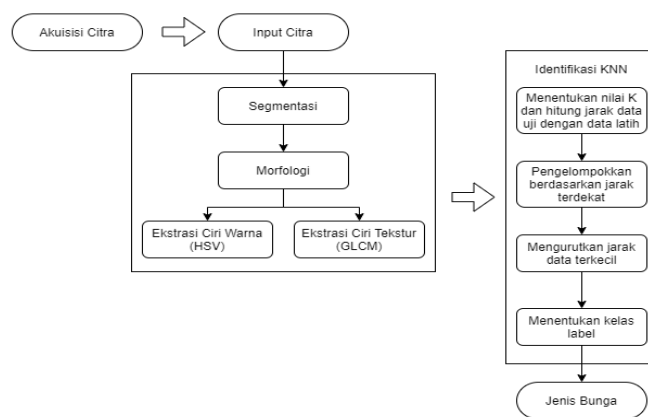 Akuisisi Citra
Input Citra
Segmentasi
Morfologi
Ekstrasi Ciri Warna
(HSV)
Ekstrasi Ciri Tekstur
(GLCM)
Identifikasi KNN
Menentukan nilai K
dan hitung jarak data
uji dengan data latih
Pengelompokkan
berdasarkan jarak
terdekat
Mengurutkan jarak
data terkecil
Menentukan kelas
label
Jenis Bunga